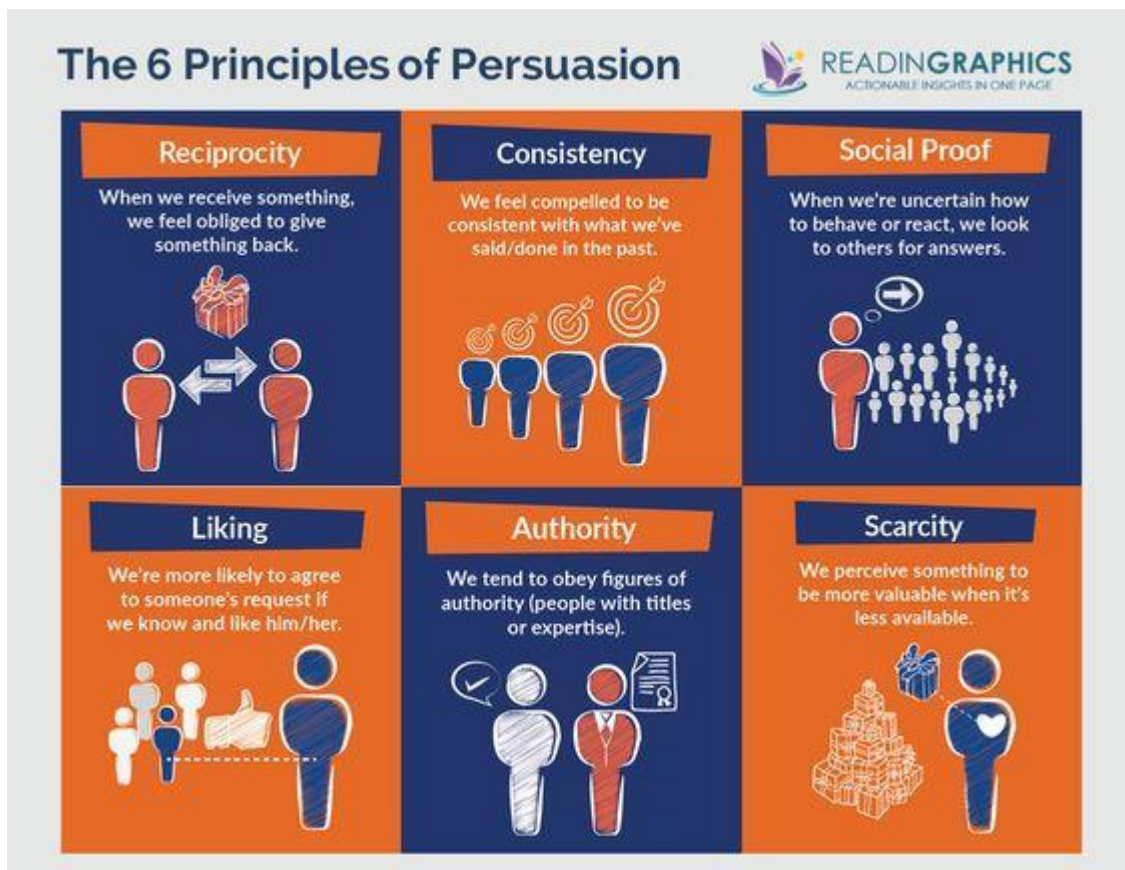 The 6 Principles of Persuasion
READINGRAPHICS
ACTIONABLE INSIGHTS IN ONE PAGE
Reciprocity
When we receive something,
we feel obliged to give
something back.
Consistency
We feel compelled to be
consistent with what we've
said/done in the past.
Social Proof
When we're uncertain how
to behave or react, we look
to others for answers.
Liking
We're more likely to agree
to someone's request if
we know and like him/her.
Authority
We tend to obey figures of
authority (people with titles
or expertise).
Scarcity
We perceive something to
be more valuable when it's
less available.